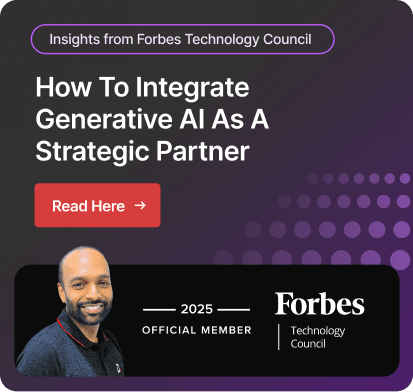 Insights from Forbes Technology Council
How To Integrate
Generative AI As A
Strategic Partner
Read Here →
2025
OFFICIAL MEMBER
Forbes
Technology
Council